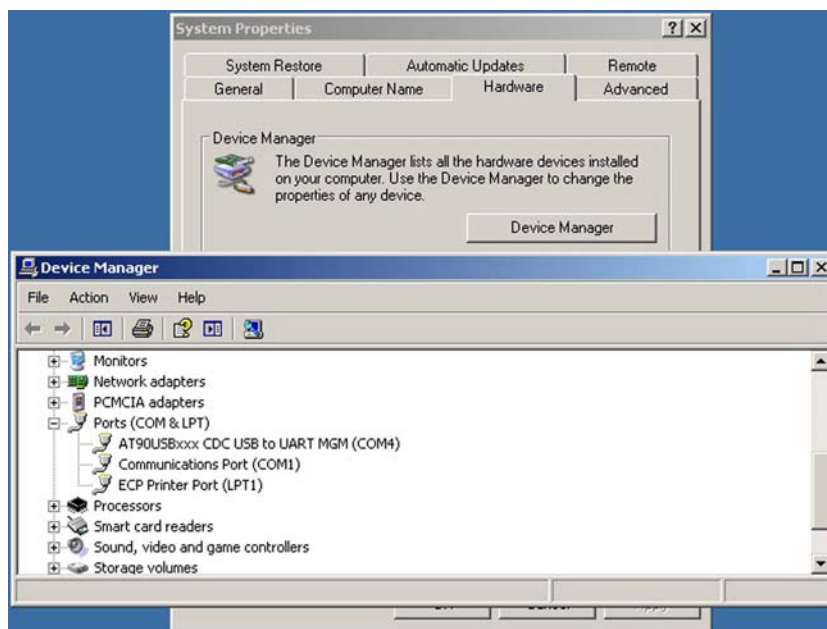 System Properties
System Restore Automatic Updates Remote
General Computer Name Hardware Advanced
Device Manager
The Device Manager lists all the hardware devices installed
on your computer. Use the Device Manager to change the
properties of any device.
Device Manager
Device Manager
File Action View Help
Monitors
Network adapters
PCMCIA adapters
Ports (COM & LPT)
AT90USBxxx CDC USB to UART MGM (COM4)
Communications Port (COM1)
ECP Printer Port (LPT1)
Processors
Smart card readers
Sound, video and game controllers
Storage volumes